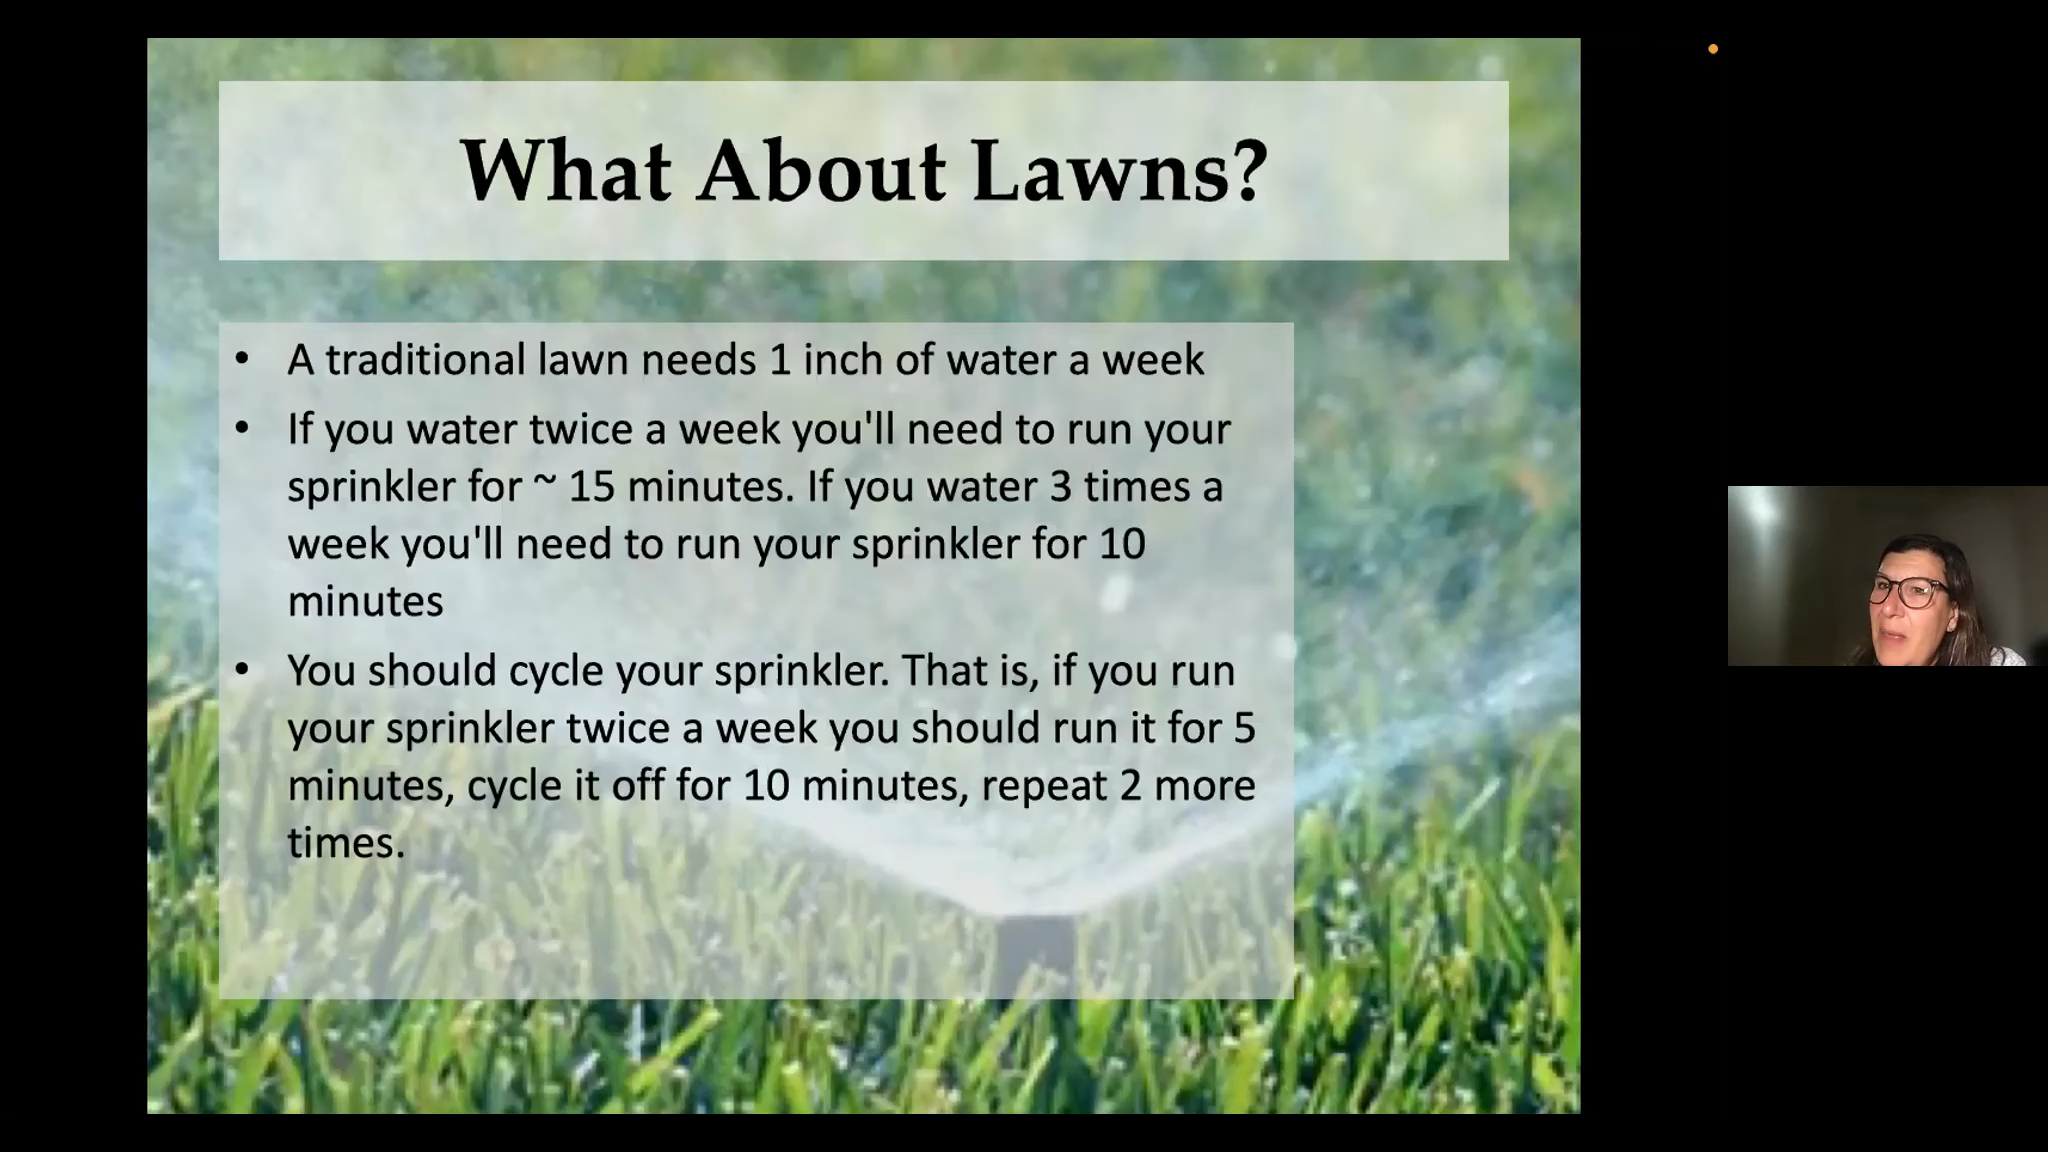 What About Lawns?
• A traditional lawn needs 1 inch of water a week
• If you water twice a week you'll need to run your
sprinkler for ~ 15 minutes. If you water 3 times a
week you'll need to run your sprinkler for 10
minutes
• You should cycle your sprinkler. That is, if you run
your sprinkler twice a week you should run it for 5
minutes, cycle it off for 10 minutes, repeat 2 more
times.